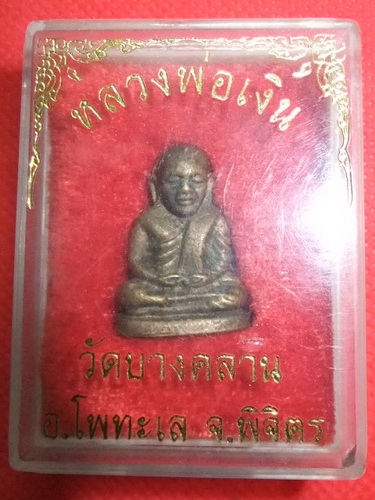 หลวงพ่อเงิน
วัดบางคลาน
อ.โพทะเล จ.พิจิตร